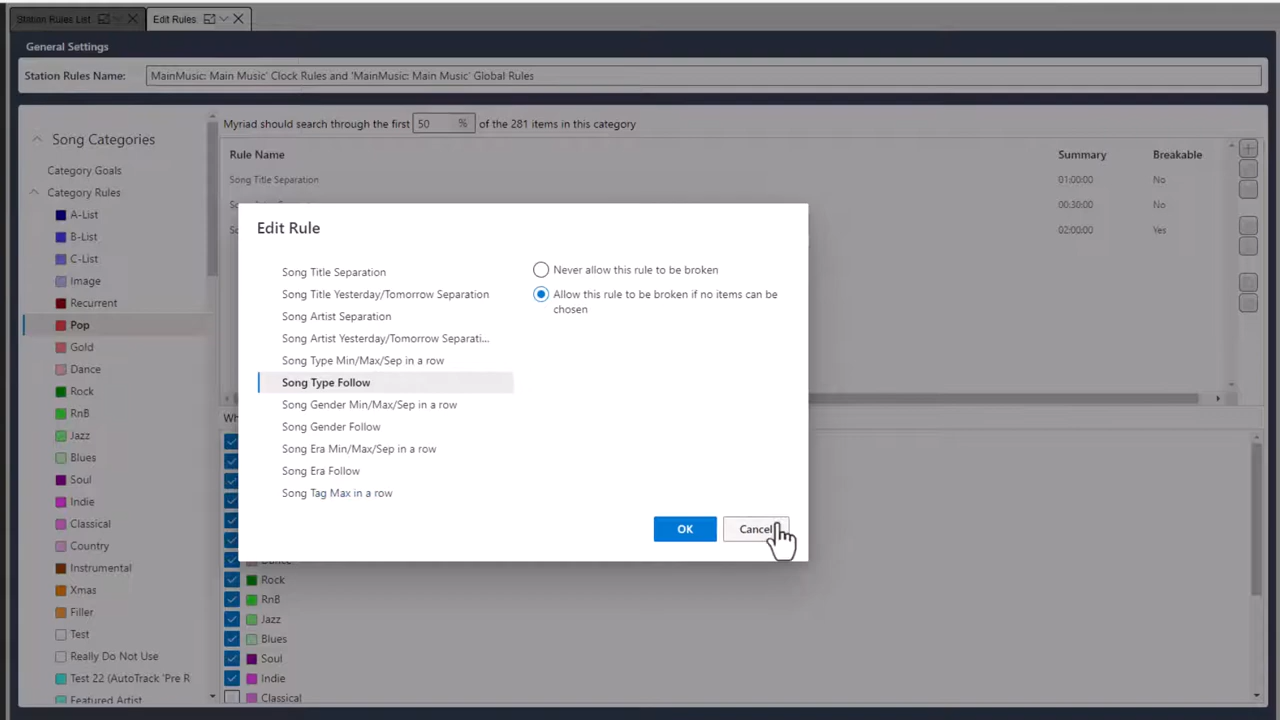 Station Rules List
Edit Rules
General Settings
Station Rules Name:
MainMusic: Main Music' Clock Rules and 'MainMusic: Main Music' Global Rules
Song Categories
Category Goals
Category Rules
A-List
B-List
C-List
Image
Recurrent
Pop
Gold
Dance
Rock
RnB
Jazz
Blues
Soul
Indie
Classical
Country
Instrumental
Xmas
Filler
Test
Really Do Not Use
Test 22 (AutoTrack 'Pre R
Featured Artist
Myriad should search through the first 50 % of the 281 items in this category
Rule Name Summary Breakable
Song Title Separation 01:00:00 No
00:30:00 No
02:00:00 Yes
Edit Rule
Song Title Separation
Song Title Yesterday/Tomorrow Separation
Song Artist Separation
Song Artist Yesterday/Tomorrow Separati...
Song Type Min/Max/Sep in a row
Song Type Follow
Song Gender Min/Max/Sep in a row
Song Gender Follow
Song Era Min/Max/Sep in a row
Song Era Follow
Song Tag Max in a row
Never allow this rule to be broken
Allow this rule to be broken if no items can be
chosen
OK
Cancel
Dance
Rock
RnB
Jazz
Blues
Soul
Indie
Classical